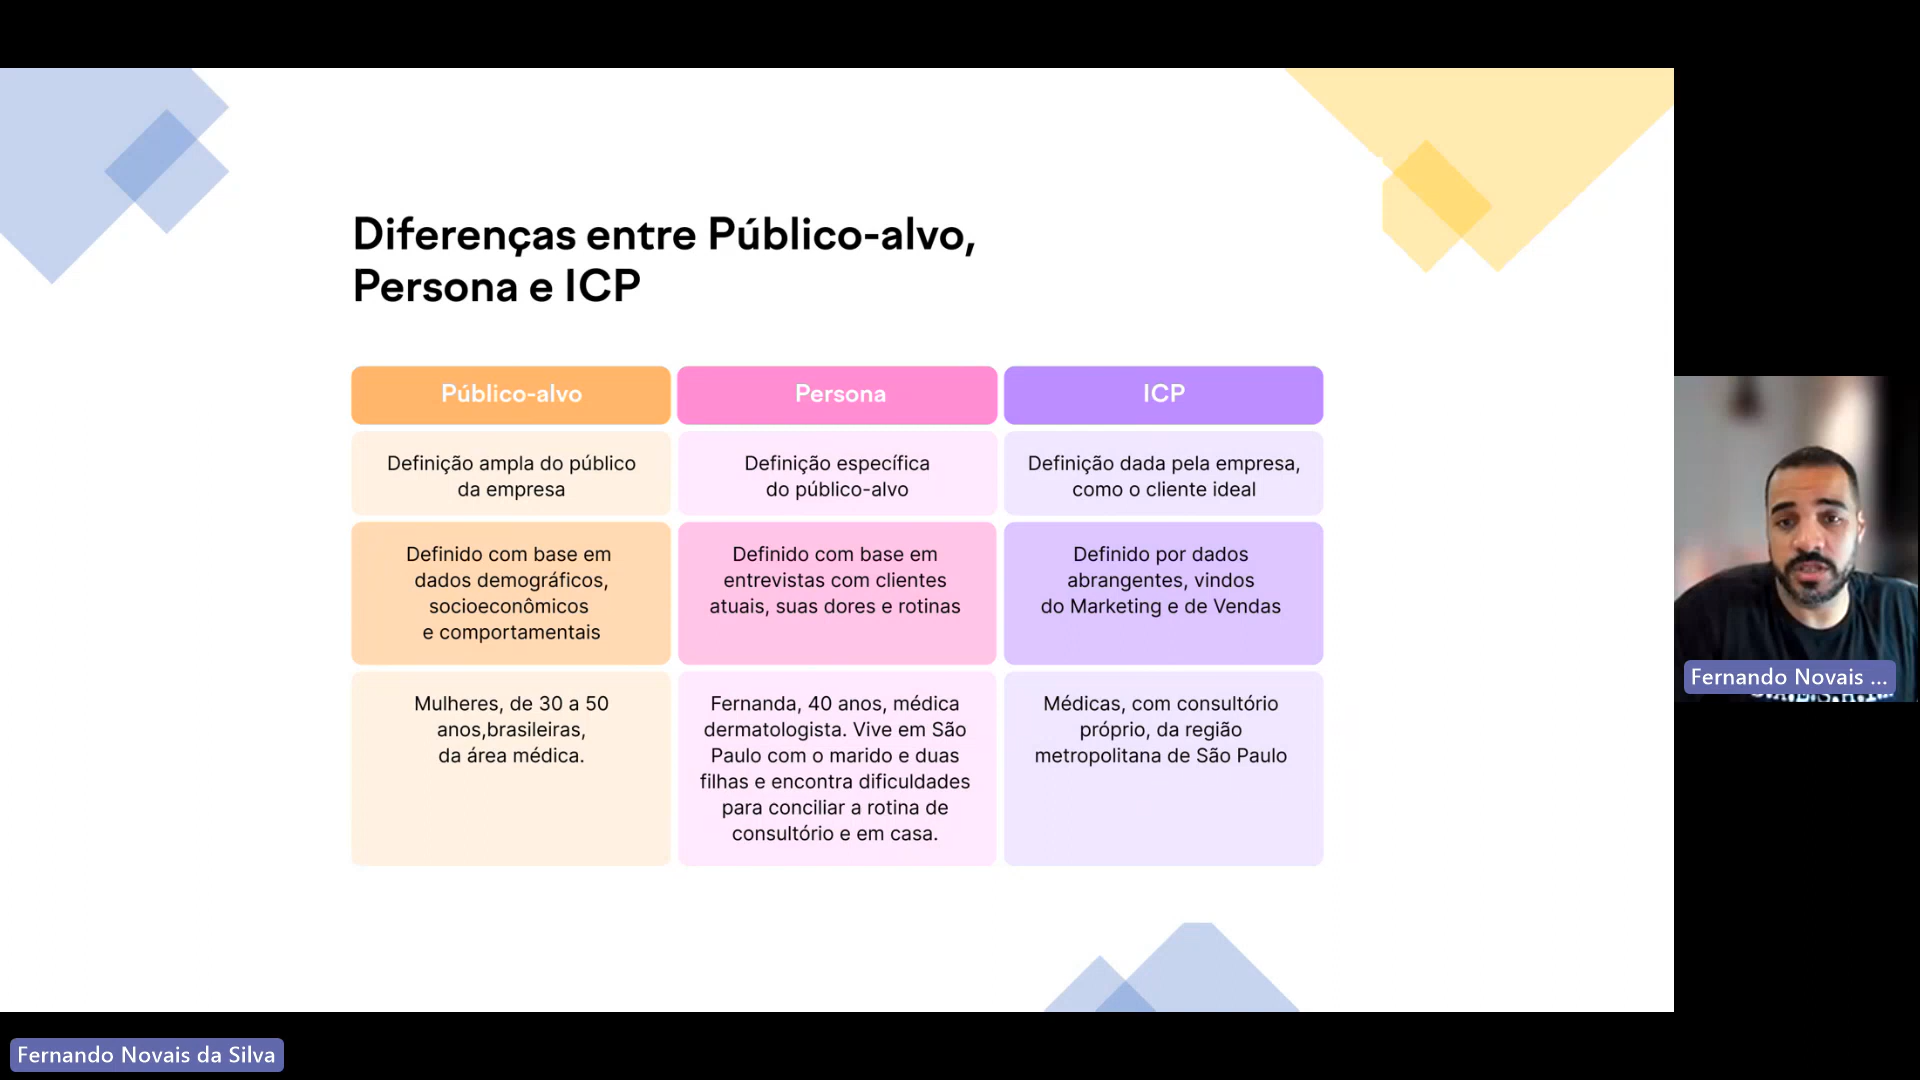 Diferenças entre Público-alvo,
Persona e ICP
Público-alvo
Persona
ICP
Definição ampla do público
da empresa
Definição específica
do público-alvo
Definição dada pela empresa,
como o cliente ideal
Definido com base em
dados demográficos,
socioeconômicos
e comportamentais
Definido com base em
entrevistas com clientes
atuais, suas dores e rotinas
Definido por dados
abrangentes, vindos
do Marketing e de Vendas
Mulheres, de 30 a 50
anos,brasileiras,
da área médica.
Fernanda, 40 anos, médica
dermatologista. Vive em São
Paulo com o marido e duas
filhas e encontra dificuldades
para conciliar a rotina de
consultório e em casa.
Médicas, com consultório
próprio, da região
metropolitana de São Paulo
Fernando Novais ...
Fernando Novais da Silva